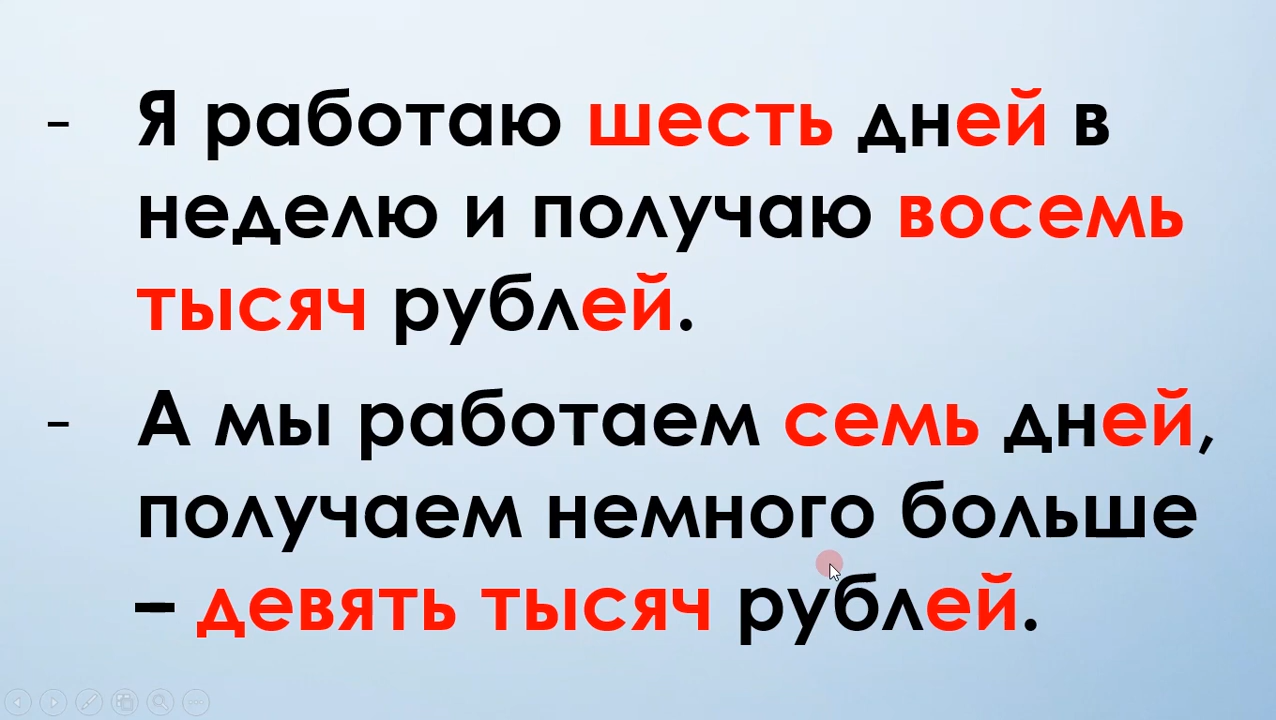 - Я работаю шесть дней в
неделю и получаю восемь
тысяч рублей.
- А мы работаем семь дней,
получаем немного больше
– девять тысяч рублей.